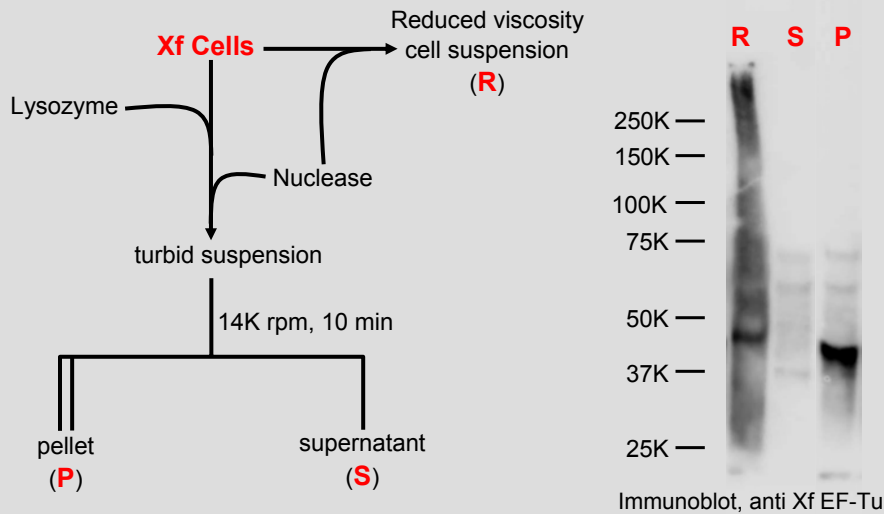 Xf Cells
Reduced viscosity
cell suspension
(R)
Lysozyme
Nuclease
turbid suspension
14K rpm, 10 min
pellet
(P)
supernatant
(S)
R S P
250K
150K
100K
75K
50K
37K
25K
Immunoblot, anti Xf EF-Tu